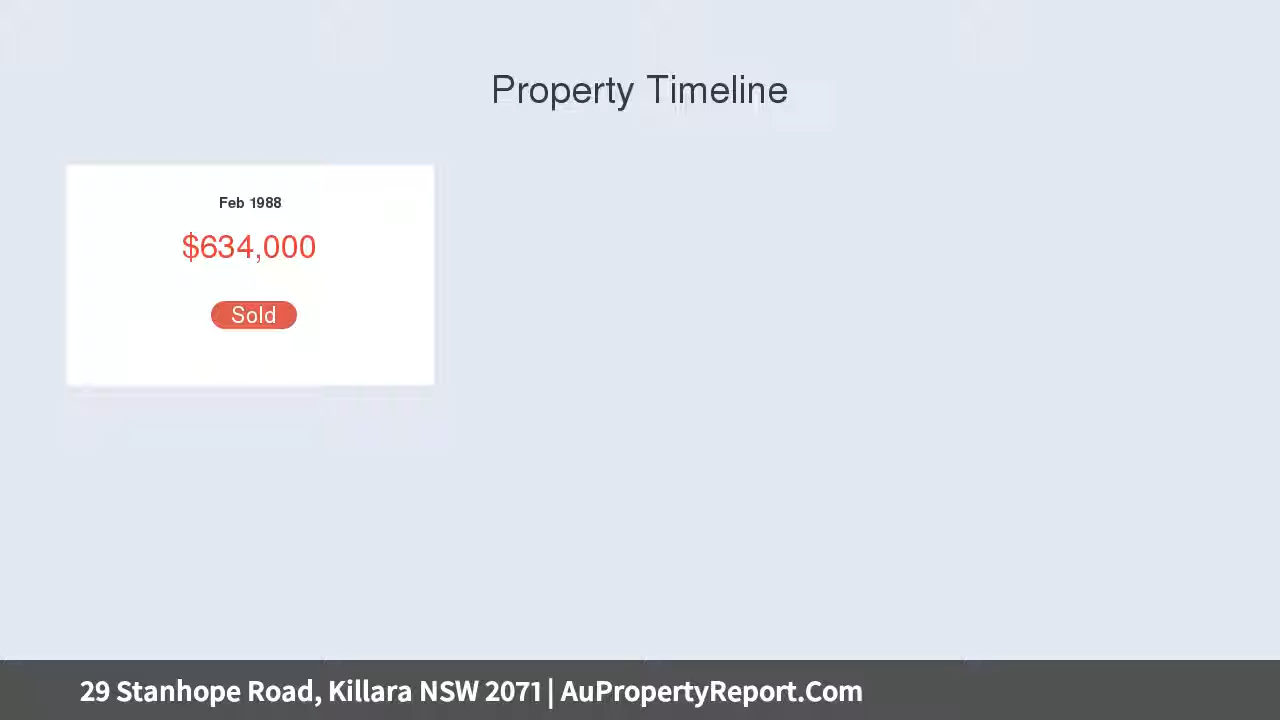 Property Timeline
Feb 1988
$634,000
Sold
29 Stanhope Road, Killara NSW 2071 | AuPropertyReport.Com